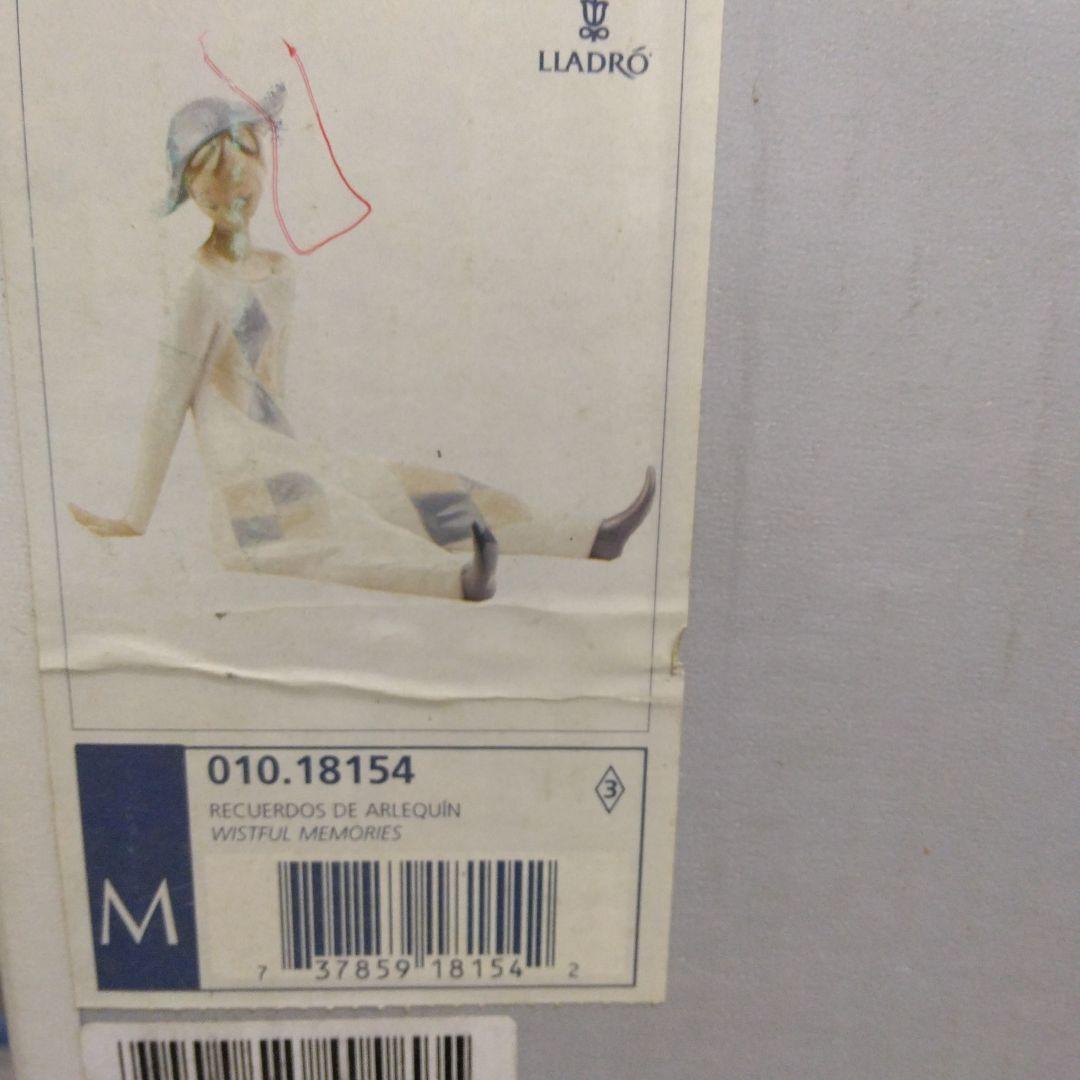 LLADRÓ
010.18154
3
RECUERDOS DE ARLEQUÍN
WISTFUL MEMORIES
M
7 37859 18154 2